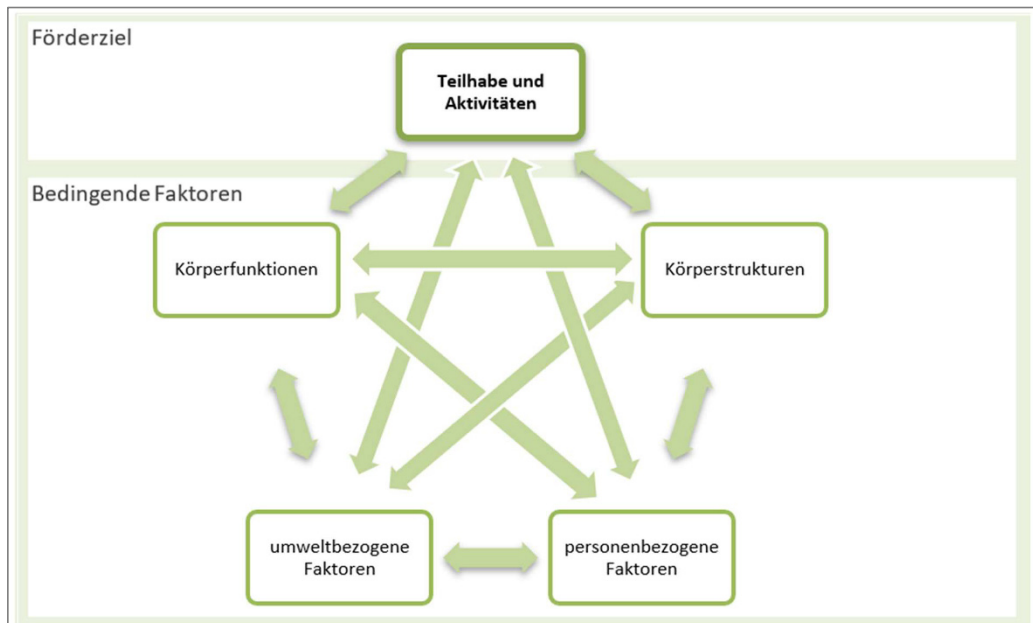 Förderziel
Teilhabe und
Aktivitäten
Bedingende Faktoren
Körperfunktionen
Körperstrukturen
umweltbezogene
Faktoren
personenbezogene
Faktoren